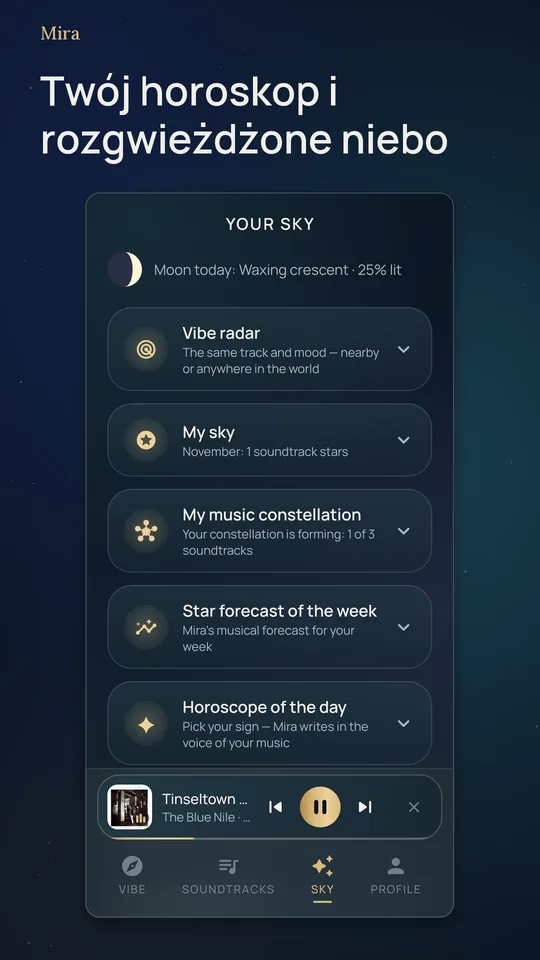 Mira
Twój horoskop i
rozgwieżdżone niebo
YOUR SKY
Moon today: Waxing crescent · 25% lit
Vibe radar
The same track and mood — nearby
or anywhere in the world
My sky
November: 1 soundtrack stars
My music constellation
Your constellation is forming: 1 of 3
soundtracks
Star forecast of the week
Mira's musical forecast for your
week
Horoscope of the day
Pick your sign — Mira writes in the
voice of your music
Tinseltown ...
The Blue Nile · ...
VIBE
SOUNDTRACKS
SKY
PROFILE